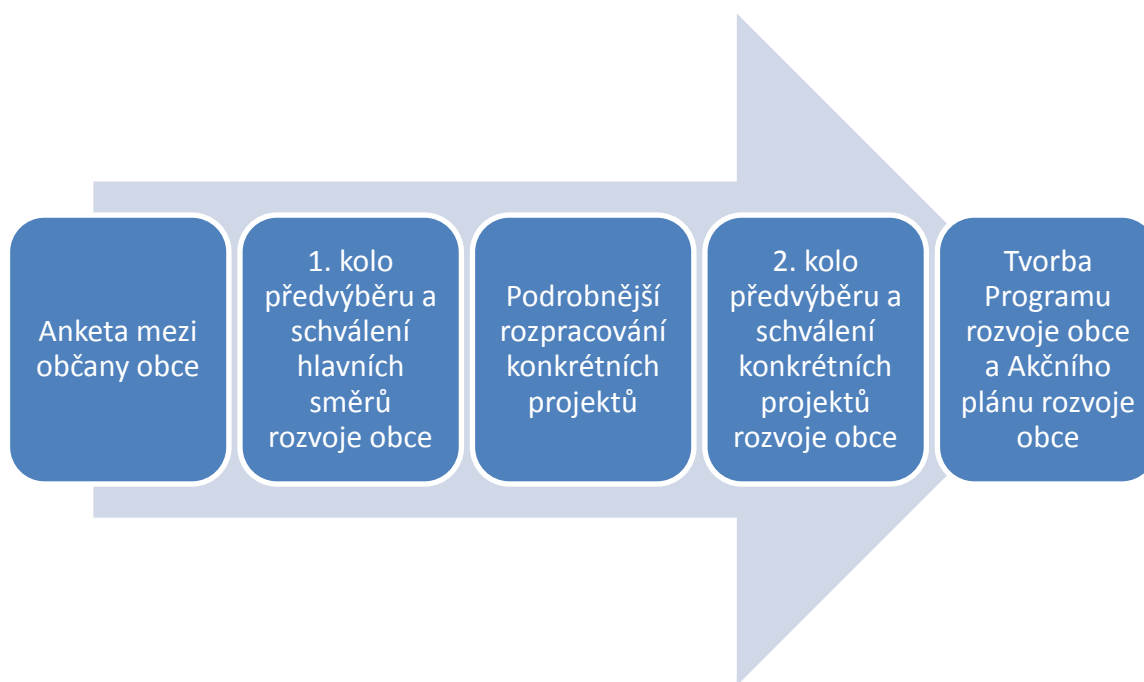 Anketa mezi
občany obce
1. kolo
předvýběru a
schválení
hlavních
směrů
rozvoje obce
Podrobnější
rozpracování
konkrétních
projektů
2. kolo
předvýběru a
schválení
konkrétních
projektů
rozvoje obce
Tvorba
Programu
rozvoje obce
a Akčního
plánu rozvoje
obce